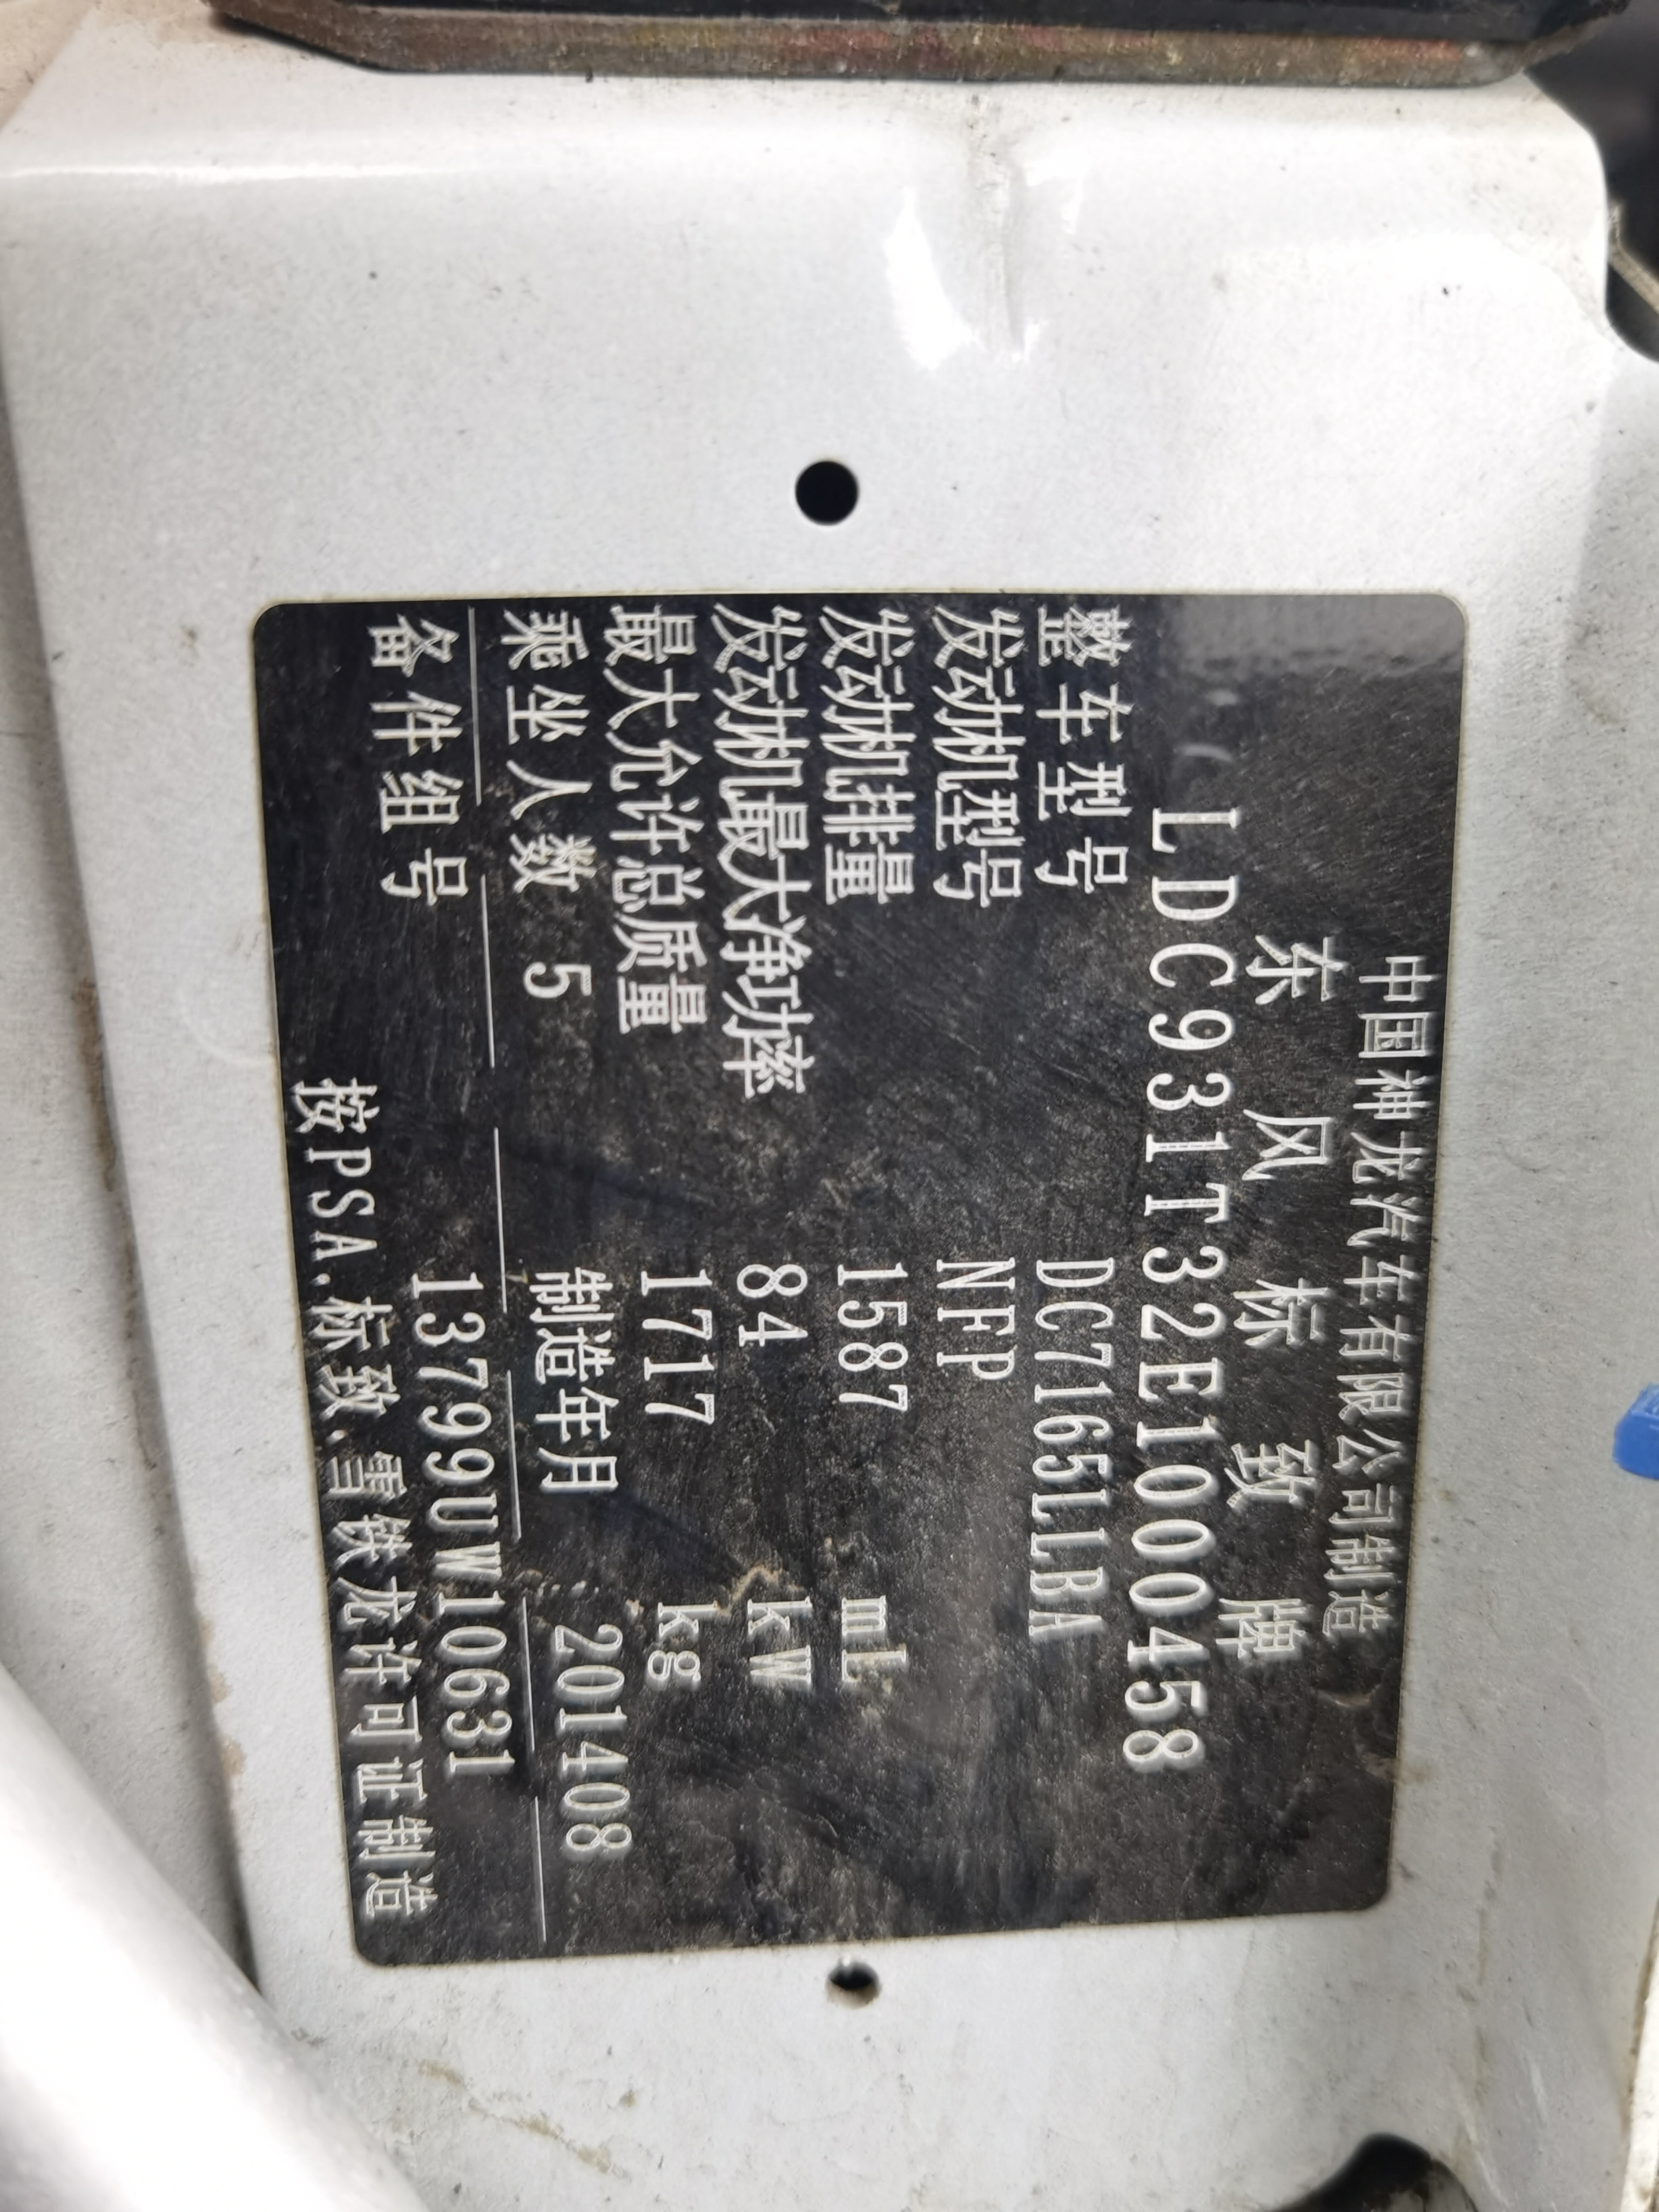 中国神龙汽车有限公司制造
东风标致牌
LDC931T32E1000458
整车型号 DC7165LLBA
发动机型号 NFP
发动机排量 1587 mL
发动机最大净功率 84 kW
最大允许总质量 1717 kg
乘坐人数 5 制造年月 201408
备件组号 13799UW10631
按PSA.标致.雪铁龙许可证制造